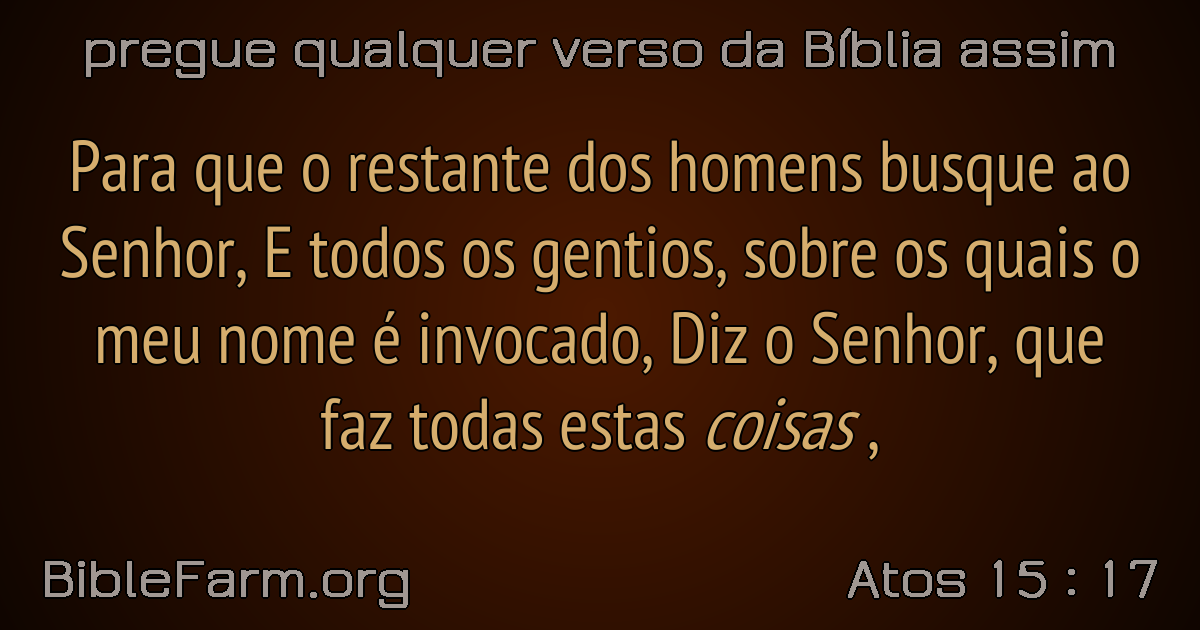 pregue qualquer verso da Bíblia assim
Para que o restante dos homens busque ao
Senhor, E todos os gentios, sobre os quais o
meu nome é invocado, Diz o Senhor, que
faz todas estas coisas ,
BibleFarm.org
Atos 15 : 17